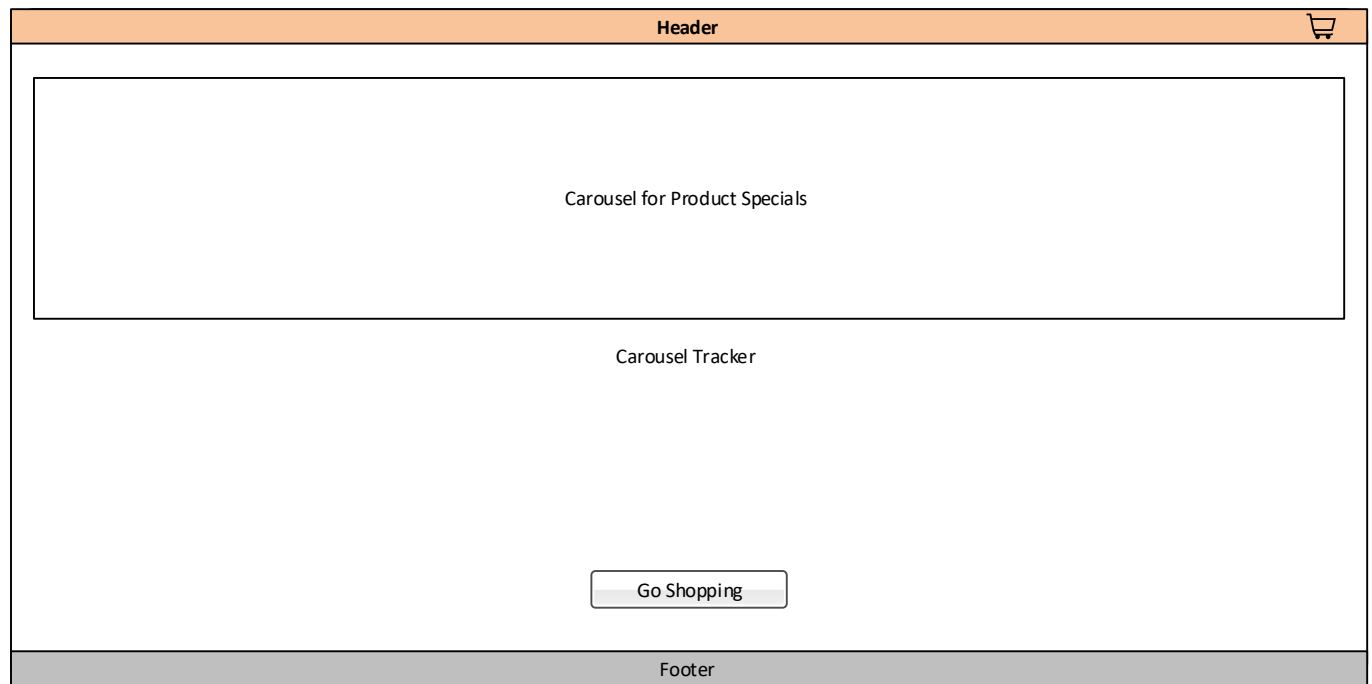 Header
Carousel for Product Specials
Carousel Tracker
Go Shopping
Footer